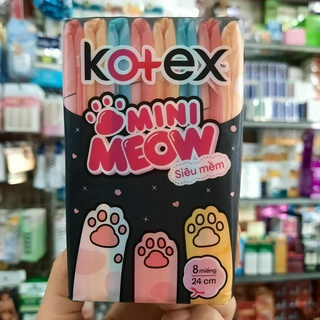 kotex
MINI
MEOW
Siêu mềm
8 miếng
24 cm